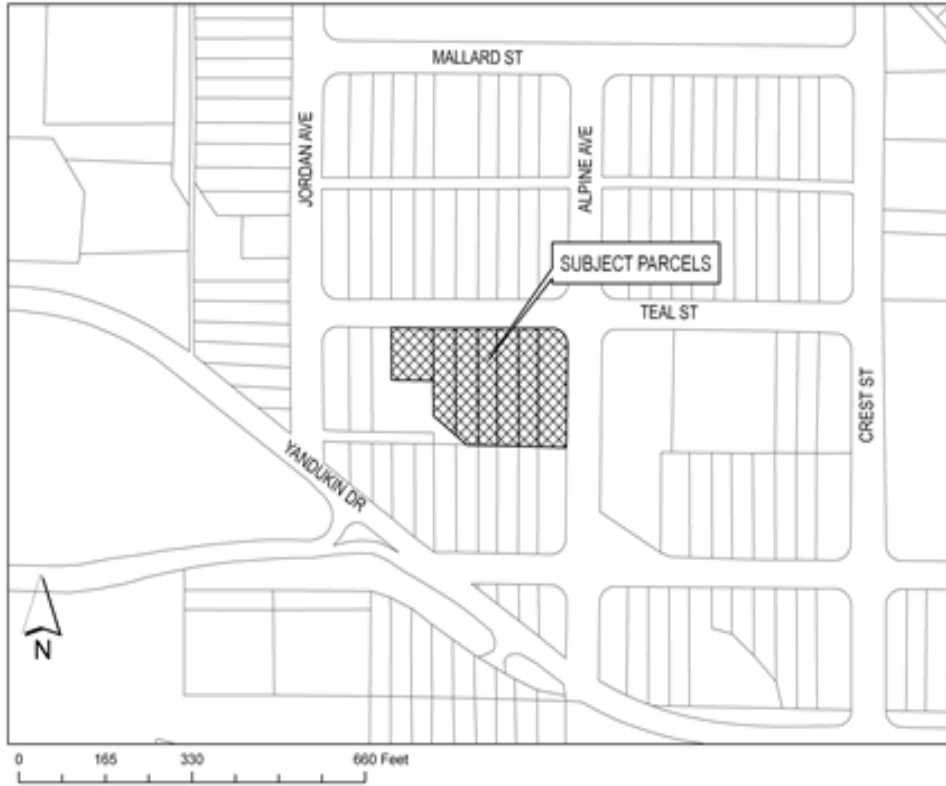 MALLARD ST
JORDAN AVE
ALPINE AVE
SUBJECT PARCELS
TEAL ST
CREST ST
YANDUKIN DR
N
0 165 330 660 Feet